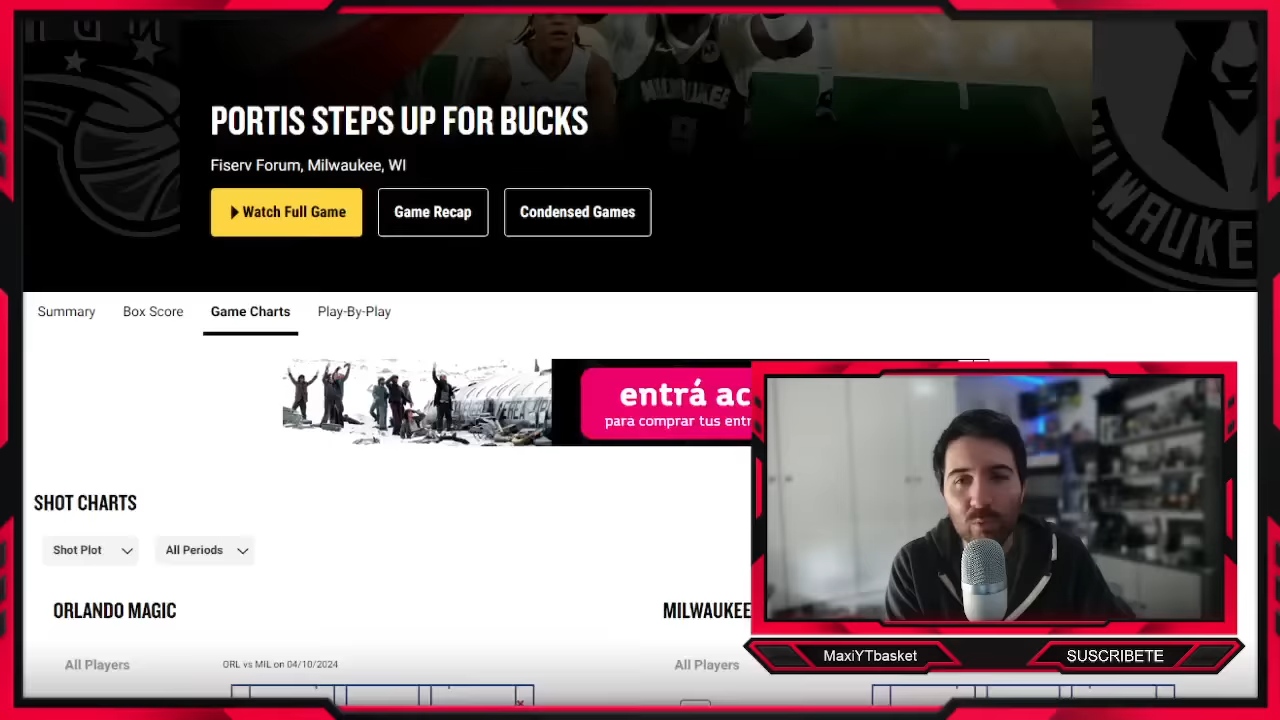 PORTIS STEPS UP FOR BUCKS
Fiserv Forum, Milwaukee, WI
Watch Full Game
Game Recap
Condensed Games
MILWAUKEE
Summary
Box Score
Game Charts
Play-By-Play
entrá ac
para comprar tus entr
SHOT CHARTS
Shot Plot
All Periods
ORLANDO MAGIC
MILWAUKEE
All Players
ORL vs MIL on 04/10/2024
All Players
MaxiYTbasket
SUSCRIBETE